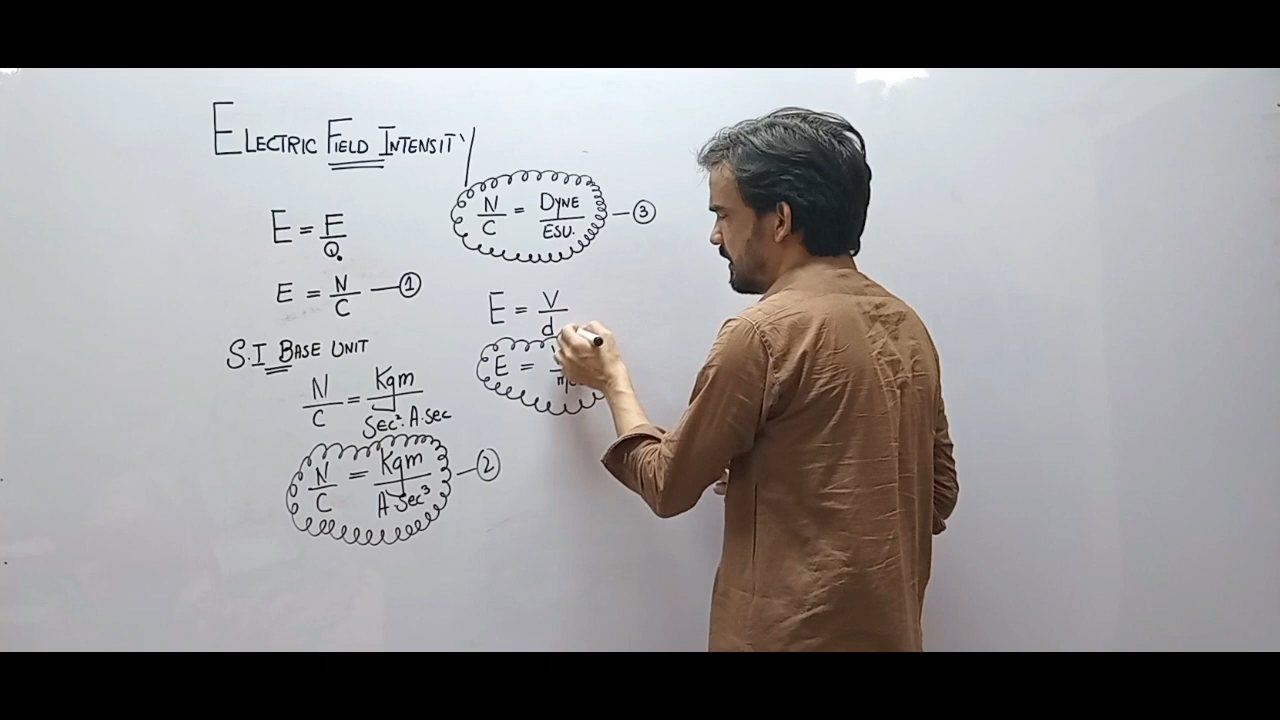 ELECTRIC FIELD INTENSITY
E = F/Q.
E = N/C — 1
S.I BASE UNIT
N/C = Kgm/Sec². A. sec
N/C = Kgm/A Sec³ — 2
N/C = DYNE/ESU. — 3
E = V/d
E =